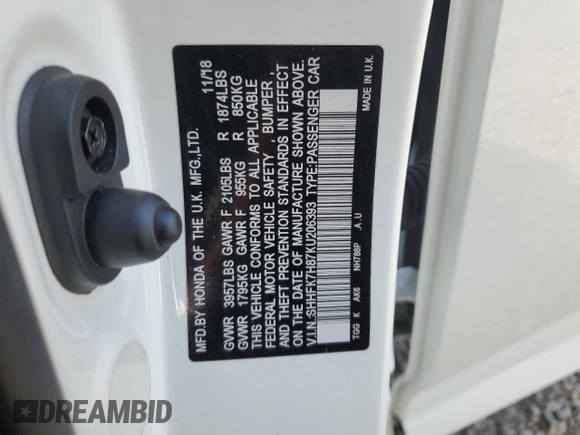 MFD.BY HONDA OF THE U.K. MFG.,LTD. 11/18
GVWR 3957LBS GAWR F 2105LBS R 1874LBS
GVWR 1795KG GAWR F 955KG R 850KG
THIS VEHICLE CONFORMS TO ALL APPLICABLE
FEDERAL MOTOR VEHICLE SAFETY , BUMPER ,
AND THEFT PREVENTION STANDARDS IN EFFECT
ON THE DATE OF MANUFACTURE SHOWN ABOVE.
V.I.N.:SHHFK7H87KU206393 TYPE:PASSENGER CAR
TGG K AK6 NH788P .A .U MADE IN U.K.
DREAMBID